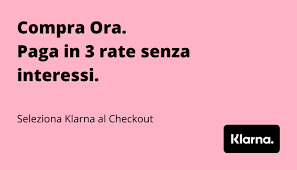 Compra Ora.
Paga in 3 rate senza
interessi.
Seleziona Klarna al Checkout
Klarna.